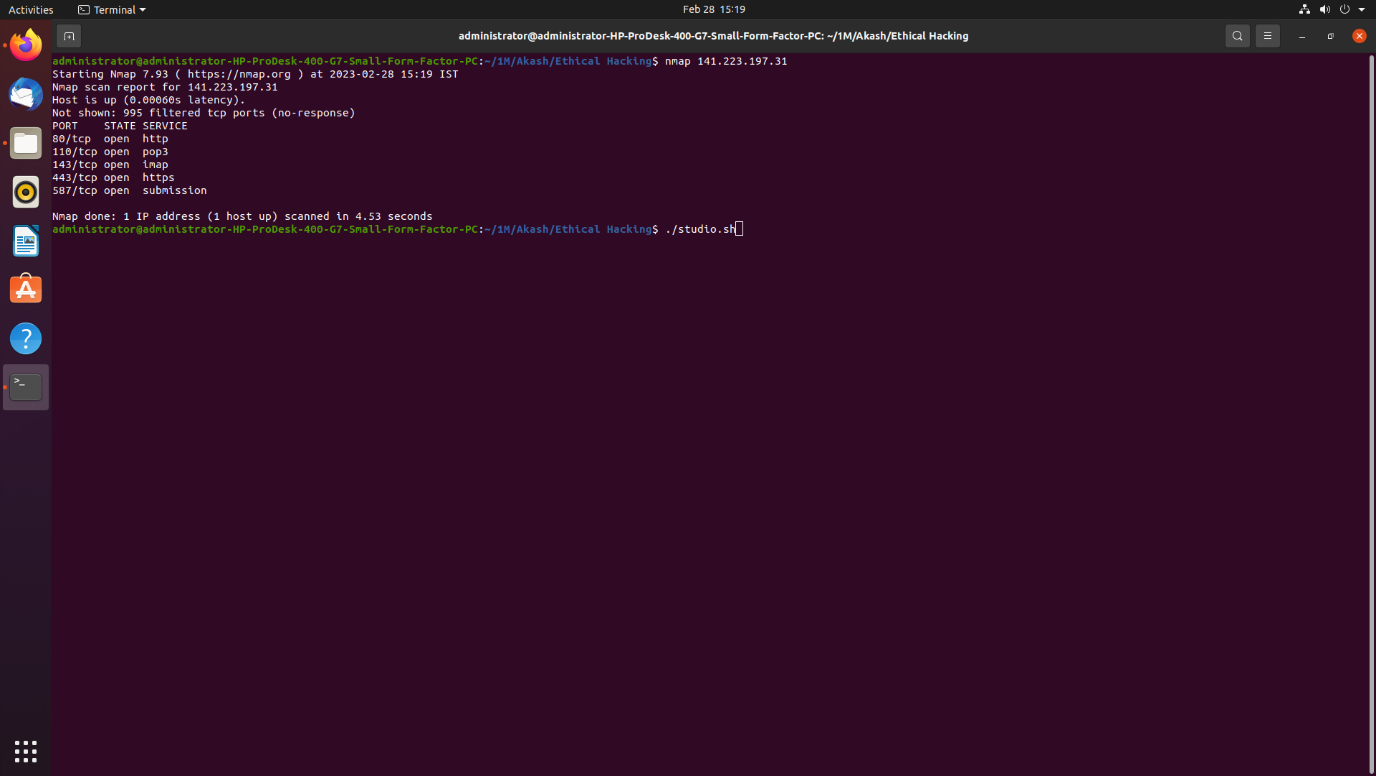 Activities
Terminal
Feb 28 15:19
administrator@administrator-HP-ProDesk-400-G7-Small-Form-Factor-PC: ~/1M/Akash/Ethical Hacking
administrator@administrator-HP-ProDesk-400-G7-Small-Form-Factor-PC:~/1M/Akash/Ethical Hacking$ nmap 141.223.197.31
Starting Nmap 7.93 ( https://nmap.org ) at 2023-02-28 15:19 IST
Nmap scan report for 141.223.197.31
Host is up (0.00060s latency).
Not shown: 995 filtered tcp ports (no-response)
PORT    STATE SERVICE
80/tcp  open  http
110/tcp open  pop3
143/tcp open  imap
443/tcp open  https
587/tcp open  submission
Nmap done: 1 IP address (1 host up) scanned in 4.53 seconds
administrator@administrator-HP-ProDesk-400-G7-Small-Form-Factor-PC:~/1M/Akash/Ethical Hacking$ ./studio.sh